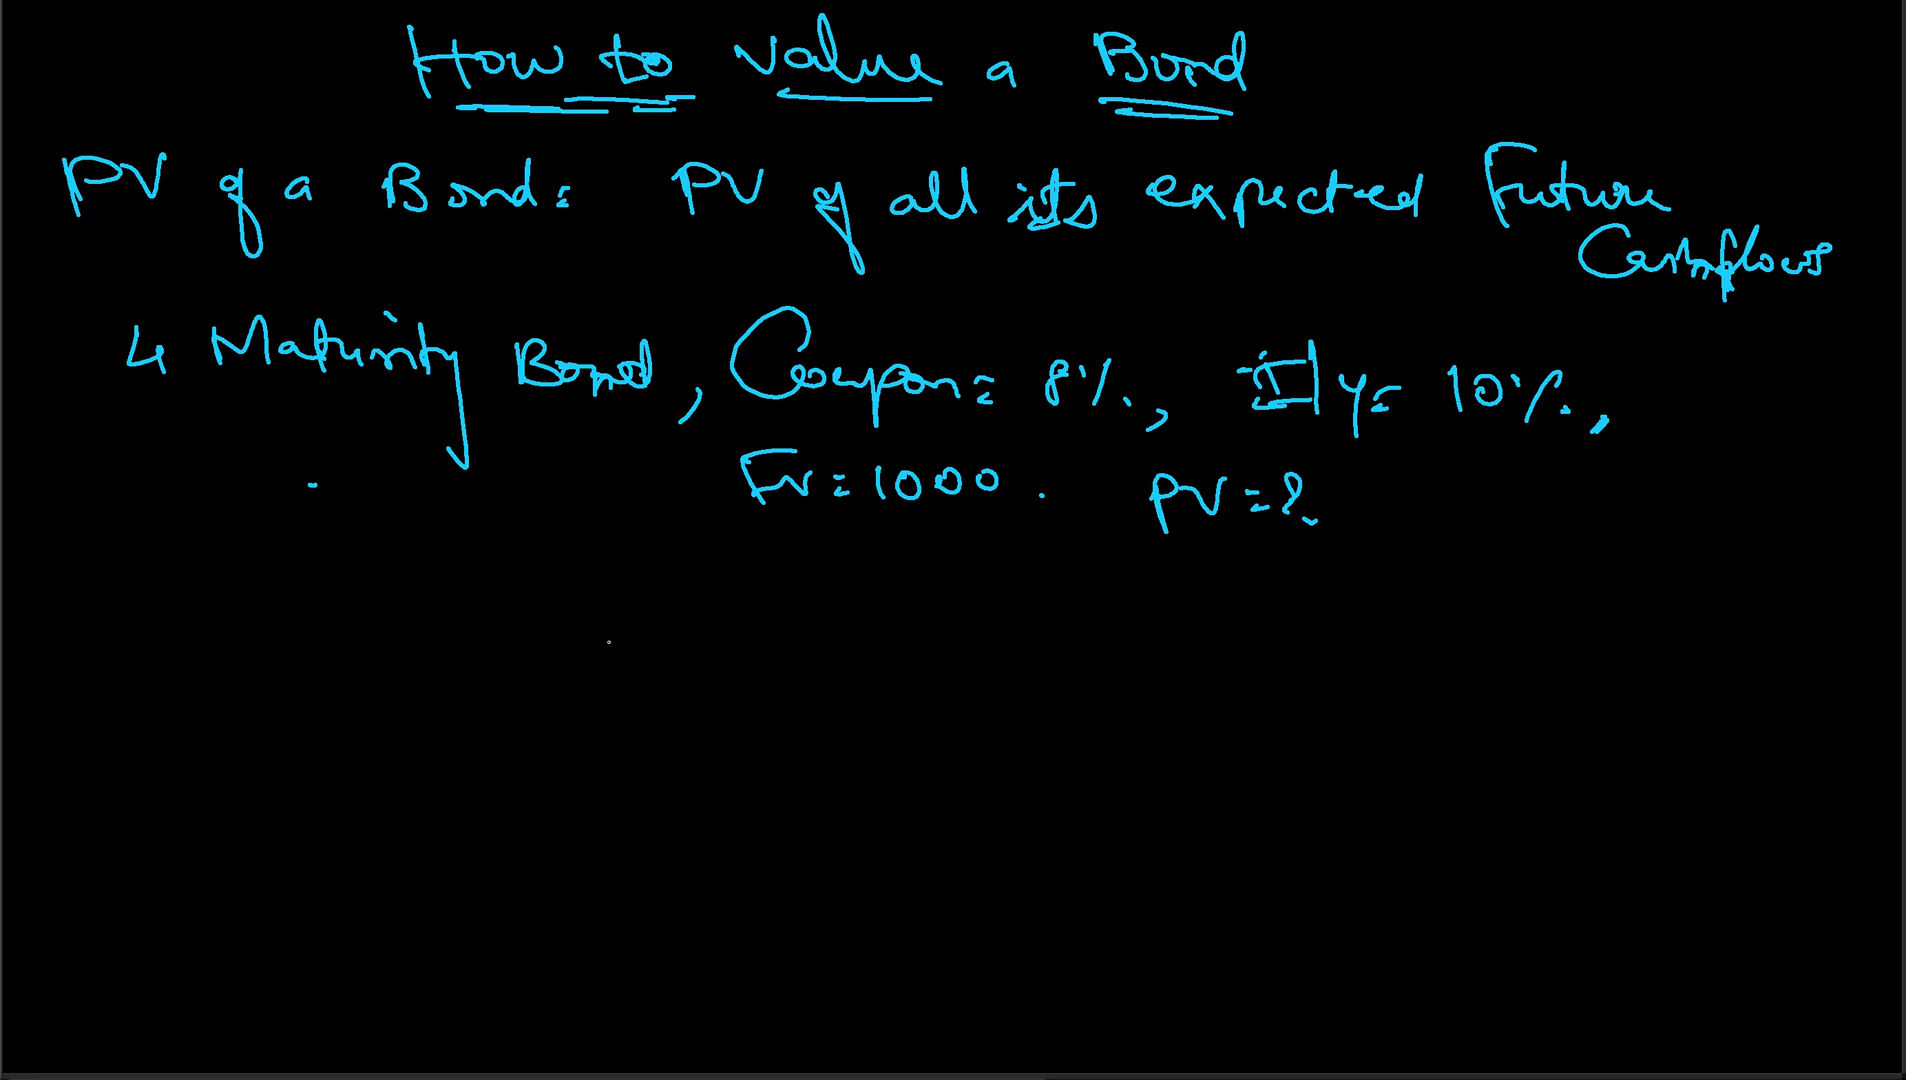 How to value a Bond
PV of a Bond = PV of all its expected Future
Cashflows
4 Maturity Bond, Coupon = 8%, I/y = 10%,
FV = 1000. PV = ?